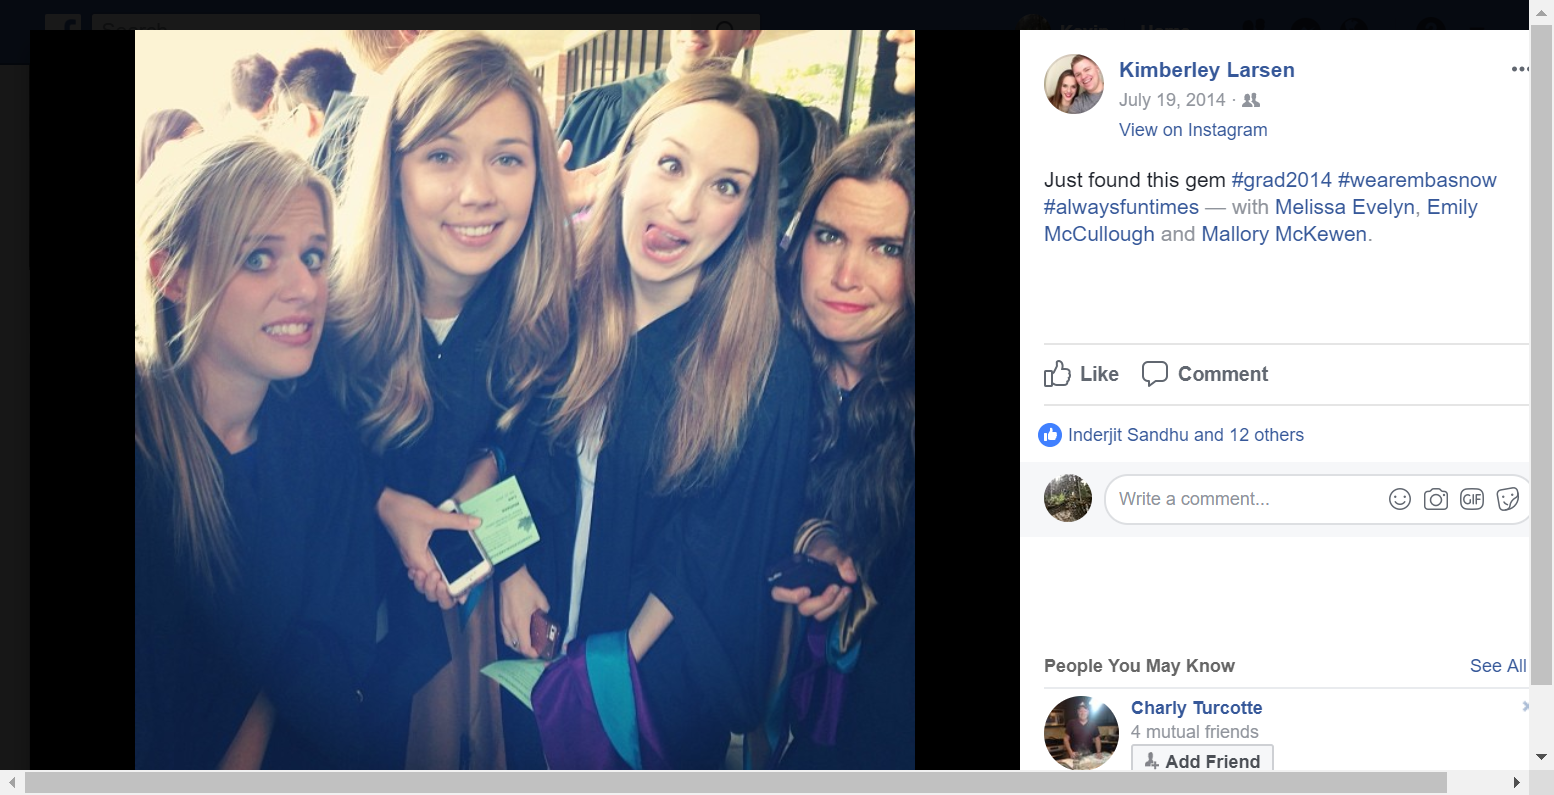 Search
Kimberley Larsen
July 19, 2014 ·
View on Instagram
Just found this gem #grad2014 #wearembasnow
#alwaysfuntimes — with Melissa Evelyn, Emily
McCullough and Mallory McKewen.
Like Comment
Inderjit Sandhu and 12 others
Write a comment...
GIF
People You May Know
See All
Charly Turcotte
4 mutual friends
Add Friend